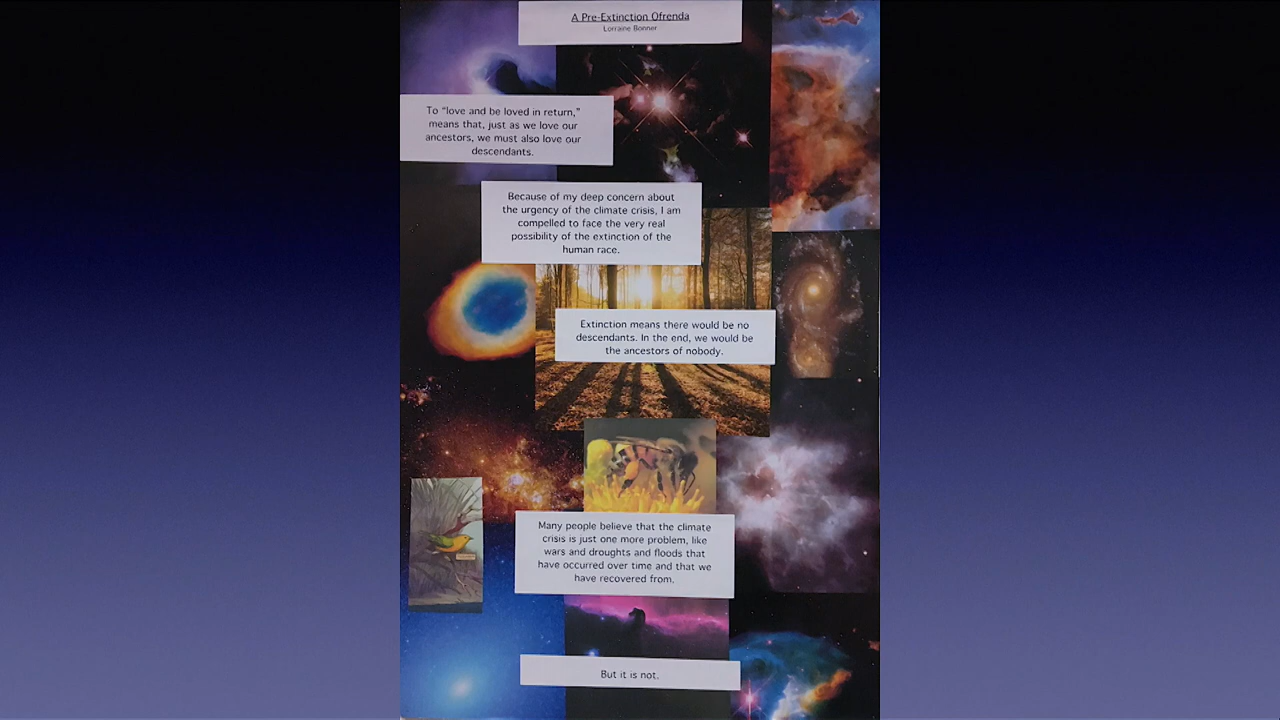 A Pre-Extinction Ofrenda
Lorraine Bonner
To "love and be loved in return,"
means that, just as we love our
ancestors, we must also love our
descendants.
Because of my deep concern about
the urgency of the climate crisis, I am
compelled to face the very real
possibility of the extinction of the
human race.
Extinction means there would be no
descendants. In the end, we would be
the ancestors of nobody.
Many people believe that the climate
crisis is just one more problem, like
wars and droughts and floods that
have occurred over time and that we
have recovered from.
But it is not.